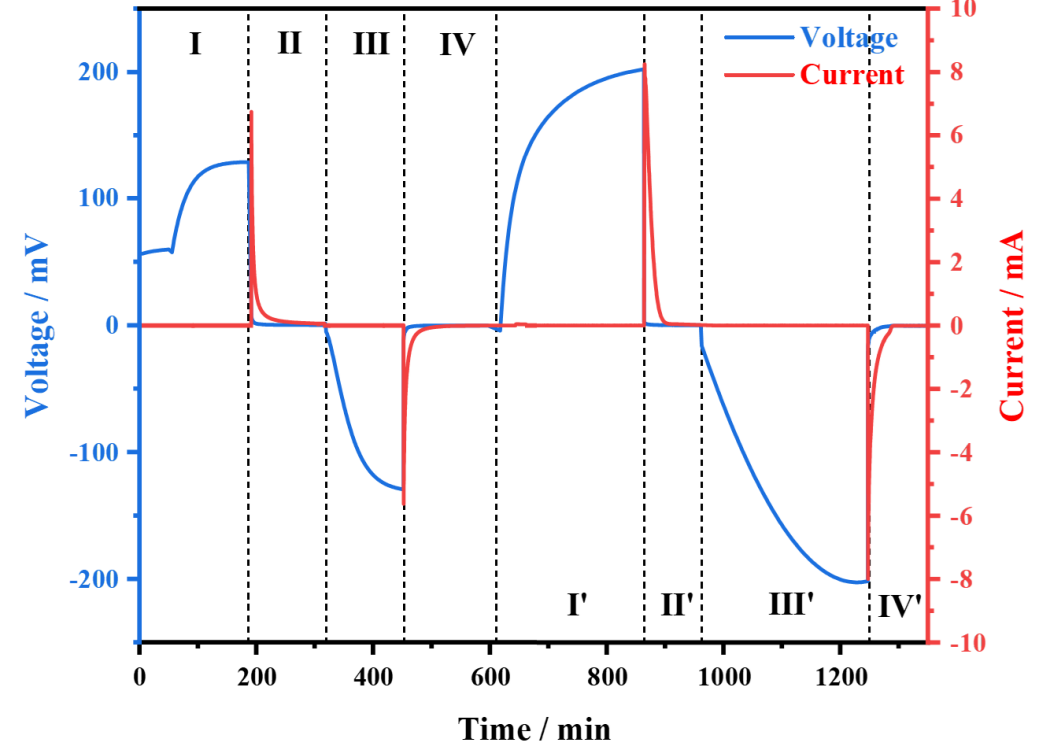 I II III IV
Voltage
Current
200
100
0
-100
-200
Voltage / mV
10
8
6
4
2
0
-2
-4
-6
-8
-10
Current / mA
I' II' III' IV'
0 200 400 600 800 1000 1200
Time / min